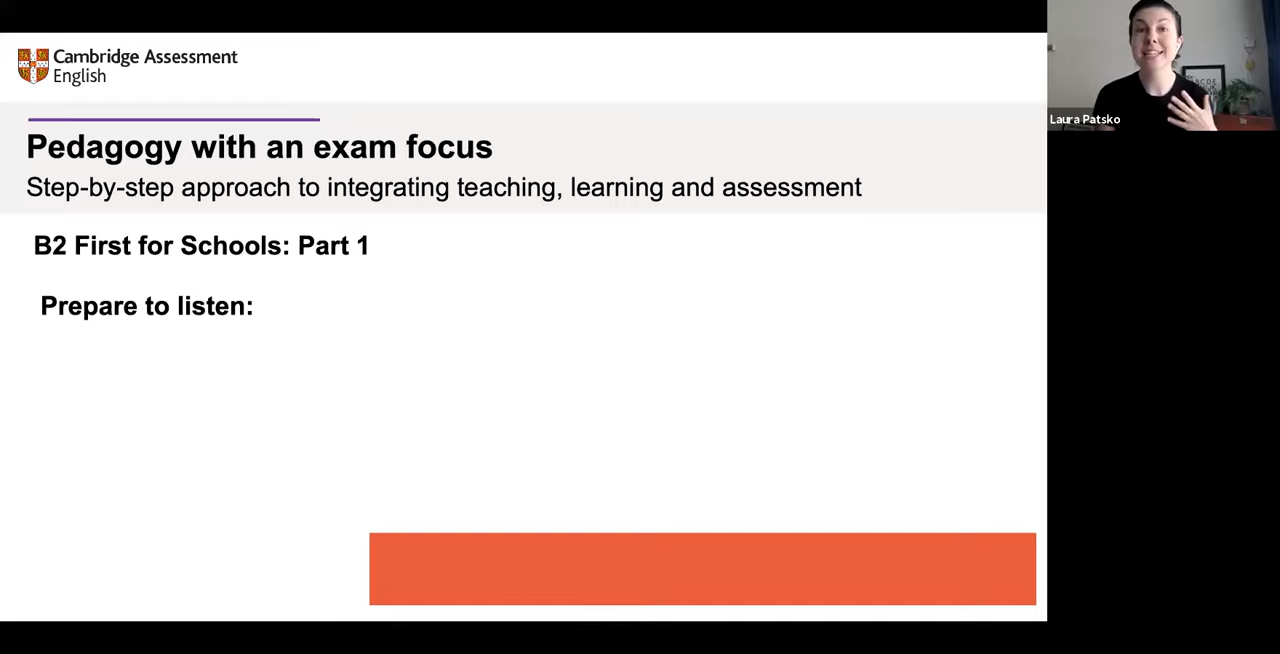 Cambridge Assessment
English
Pedagogy with an exam focus
Step-by-step approach to integrating teaching, learning and assessment
B2 First for Schools: Part 1
Prepare to listen:
Laura Patsko